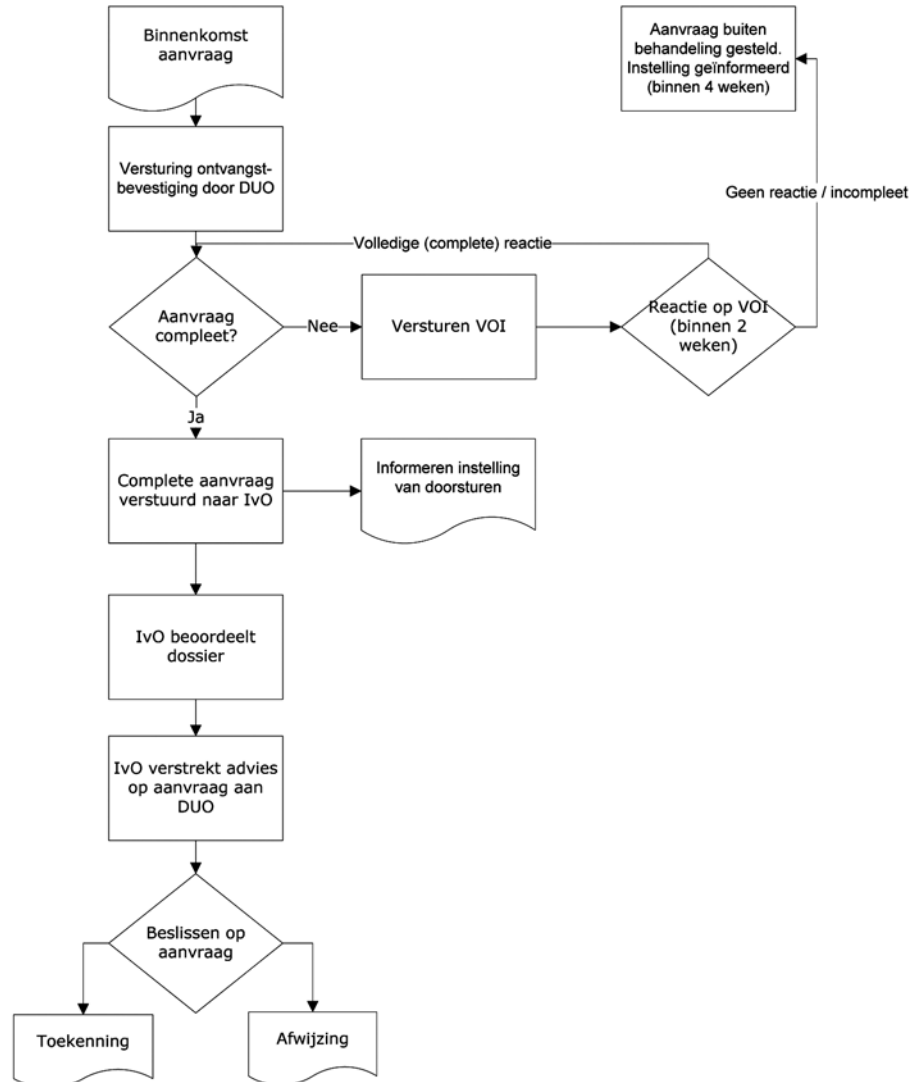 Binnenkomst
aanvraag
Aanvraag buiten
behandeling gesteld.
Instelling geïnformeerd
(binnen 4 weken)
Versturing ontvangst-
bevestiging door DUO
Geen reactie / incompleet
Volledige (complete) reactie
Aanvraag
compleet?
Nee
Versturen VOI
Reactie op VOI
(binnen 2
weken)
Ja
Complete aanvraag
verstuurd naar IvO
Informeren instelling
van doorsturen
IvO beoordeelt
dossier
IvO verstrekt advies
op aanvraag aan
DUO
Beslissen op
aanvraag
Toekenning
Afwijzing